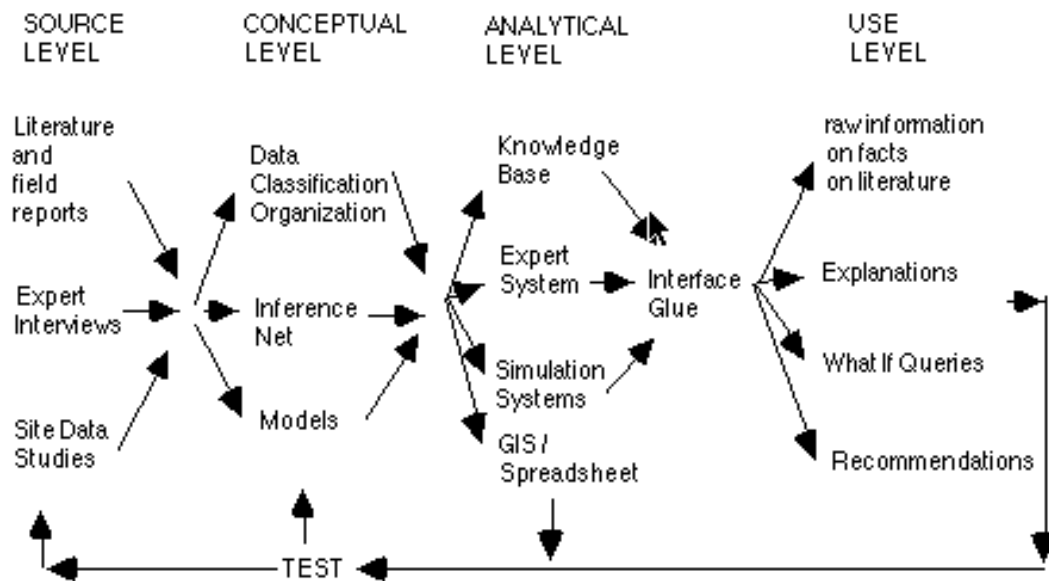 SOURCE
LEVEL
CONCEPTUAL
LEVEL
ANALYTICAL
LEVEL
USE
LEVEL
Literature
and
field
reports
Expert
Interviews
Site Data
Studies
Data
Classification
Organization
Inference
Net
Models
Knowledge
Base
Expert
System
Simulation
Systems
GIS /
Spreadsheet
Interface
Glue
raw information
on facts
on literature
Explanations
What If Queries
Recommendations
TEST